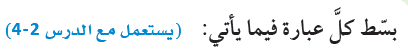 بسّط كلَّ عبارة فيما يأتي: (يستعمل مع الدرس 2-4)